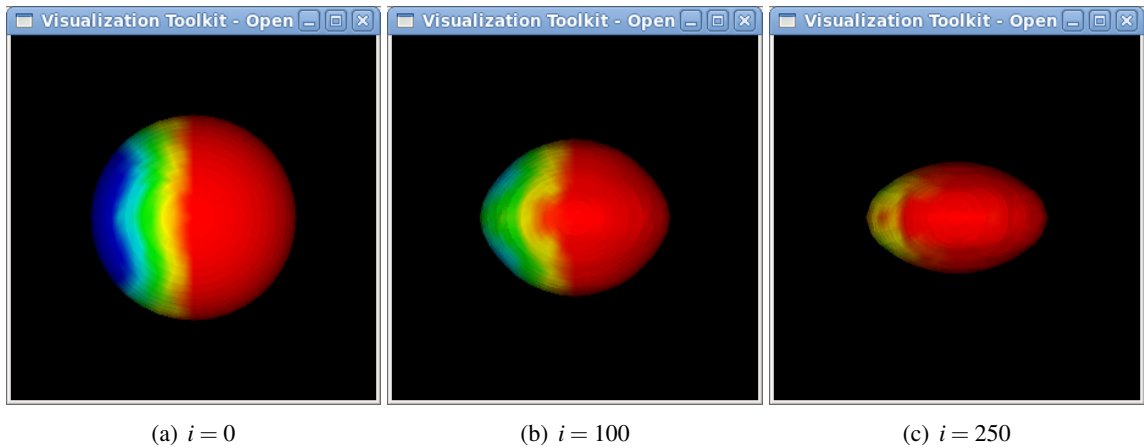 Visualization Toolkit - Open
Visualization Toolkit - Open
Visualization Toolkit - Open
(a) i = 0
(b) i = 100
(c) i = 250